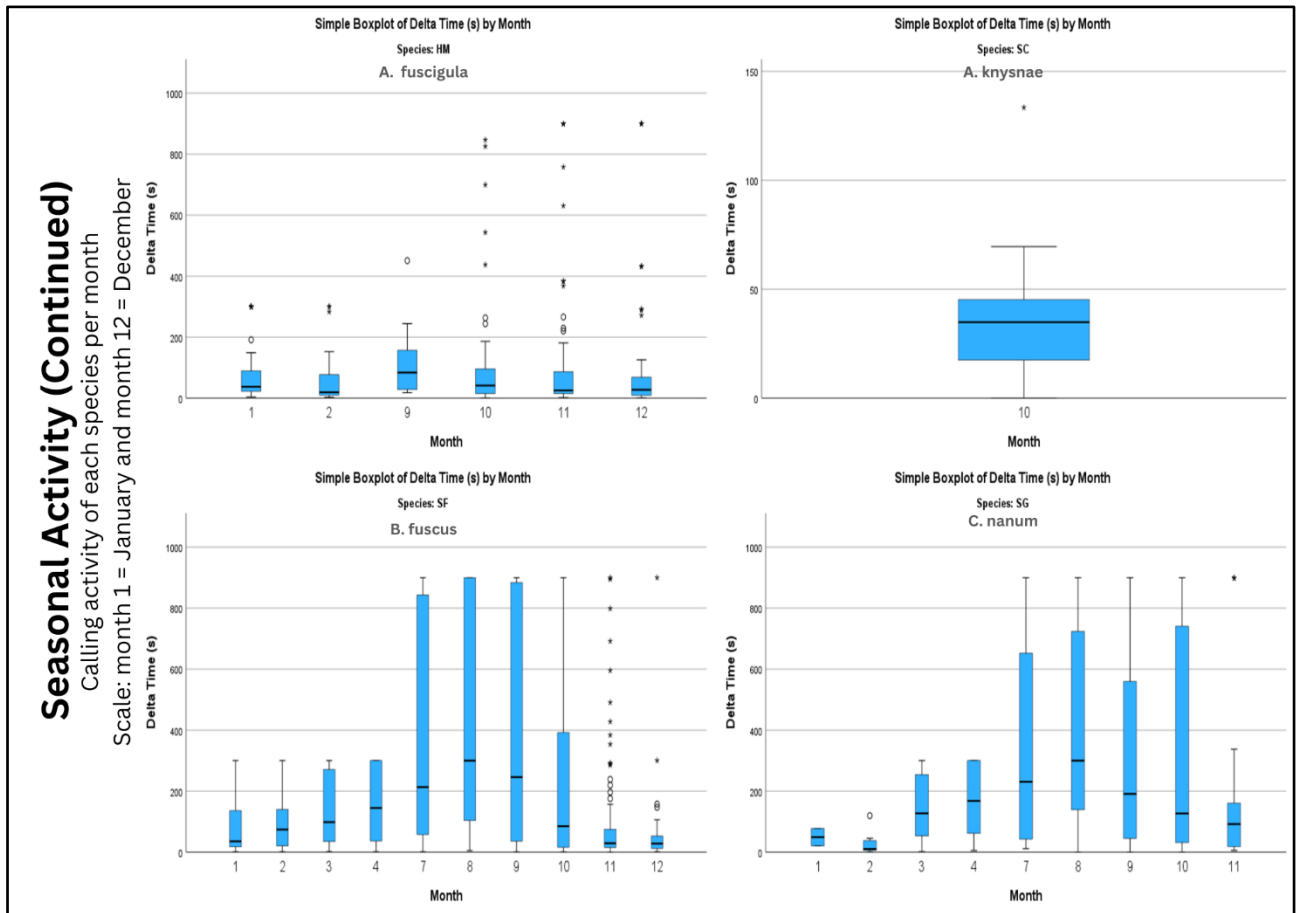 Seasonal Activity (Continued)
Calling activity of each species per month
Scale: month 1 = January and month 12 = December
Simple Boxplot of Delta Time (s) by Month
Species: HM
A. fuscigula
Delta Time (s)
1000
800
600
400
200
0
1 2 9 10 11 12
Month
Simple Boxplot of Delta Time (s) by Month
Species: SC
A. knysnae
Delta Time (s)
150
100
50
0
10
Month
Simple Boxplot of Delta Time (s) by Month
Species: SF
B. fuscus
Delta Time (s)
1000
800
600
400
200
0
1 2 3 4 7 8 9 10 11 12
Month
Simple Boxplot of Delta Time (s) by Month
Species: SG
C. nanum
Delta Time (s)
1000
800
600
400
200
0
1 2 3 4 7 8 9 10 11
Month